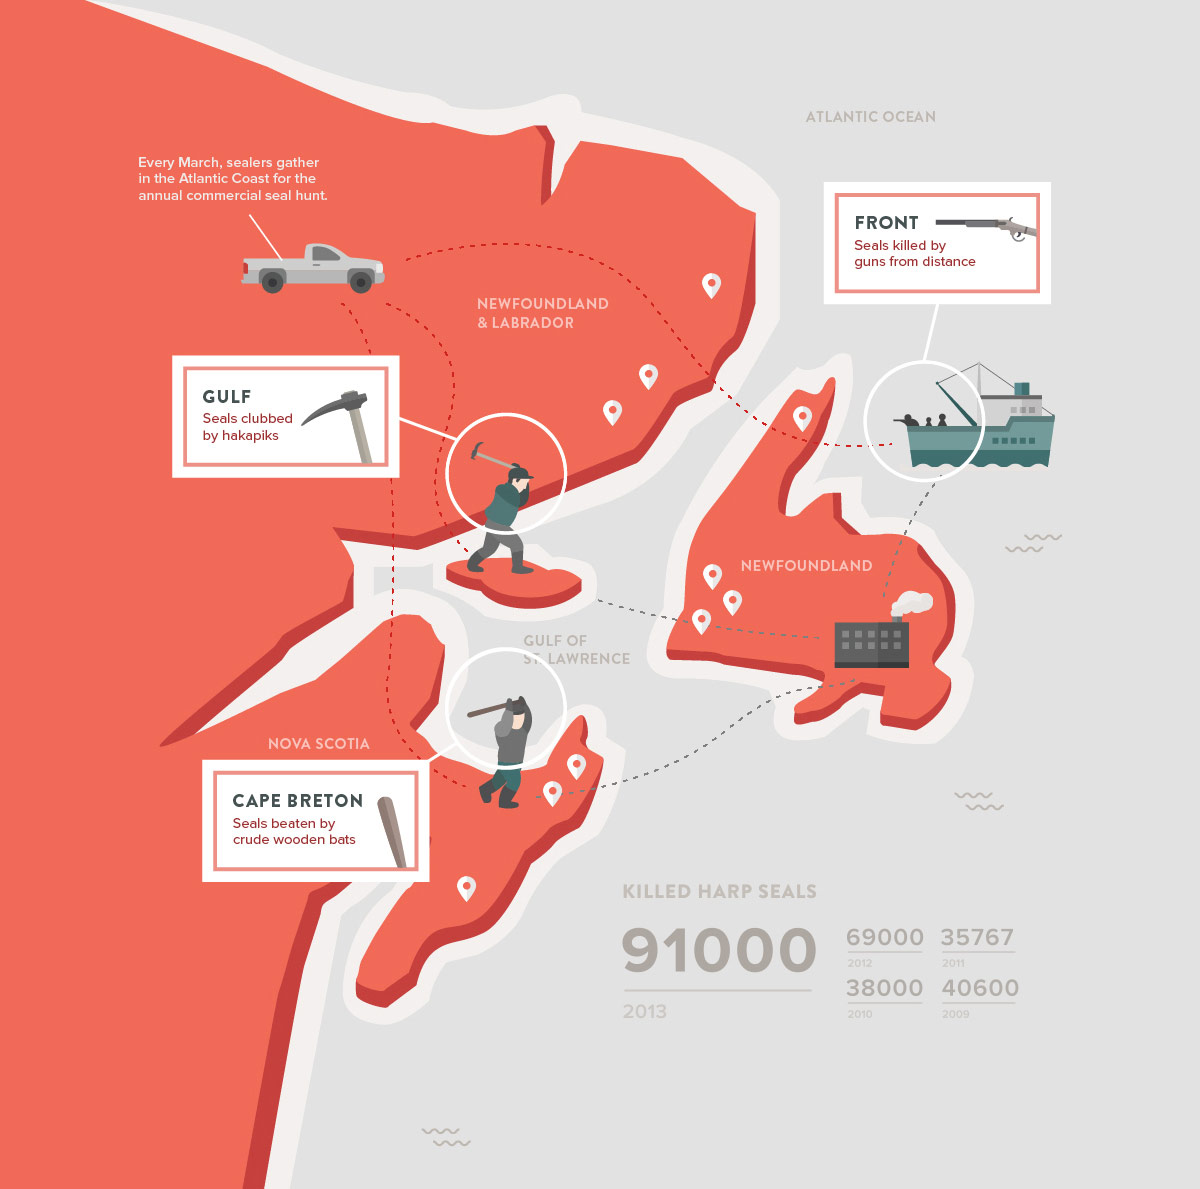 ATLANTIC OCEAN
Every March, sealers gather
in the Atlantic Coast for the
annual commercial seal hunt.
FRONT
Seals killed by
guns from distance
NEWFOUNDLAND
& LABRADOR
GULF
Seals clubbed
by hakapiks
NEWFOUNDLAND
GULF OF
ST. LAWRENCE
NOVA SCOTIA
CAPE BRETON
Seals beaten by
crude wooden bats
KILLED HARP SEALS
91000
2013
69000
2012
35767
2011
38000
2010
40600
2009